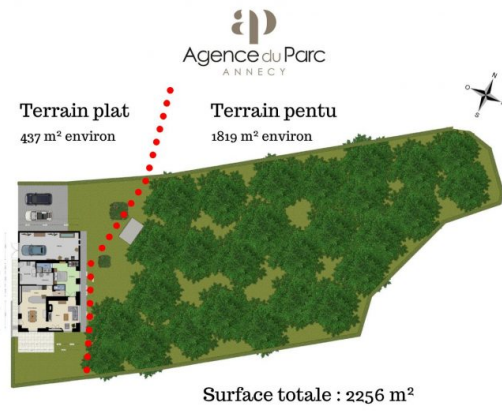 ap
Agence du Parc
ANNECY
Terrain plat
437 m² environ
Terrain pentu
1819 m² environ
N
O
E
S
Surface totale : 2256 m²